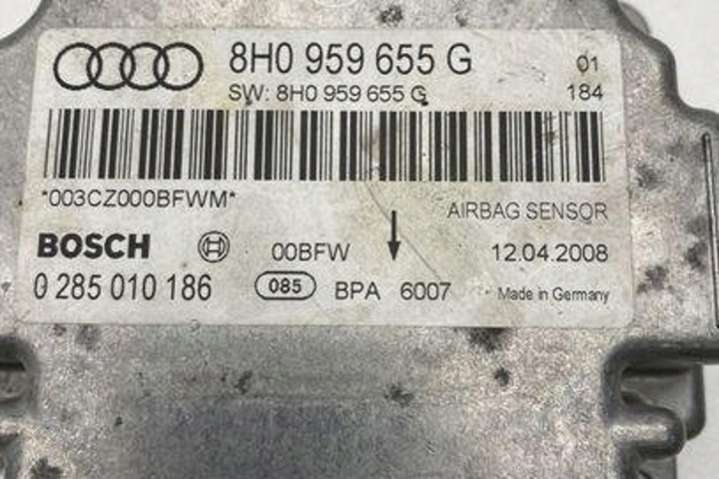 8H0 959 655 G 01
SW: 8H0 959 655 G 184
*003CZ000BFWM* AIRBAG SENSOR
BOSCH 00BFW 12.04.2008
0 285 010 186 085 BPA 6007 Made in Germany